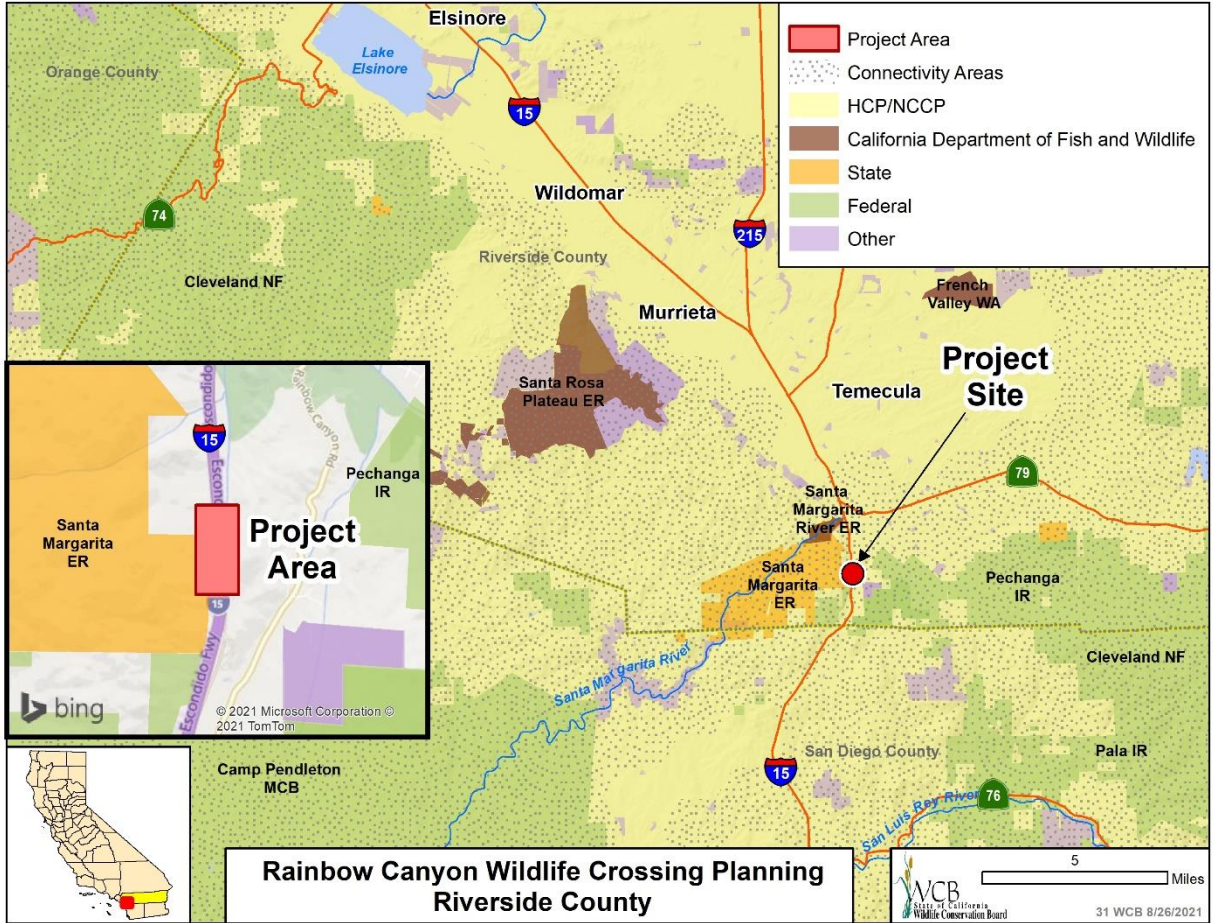 Elsinore
Lake
Elsinore
Orange County
15
Wildomar
74
215
Riverside County
Cleveland NF
Murrieta
French
Valley WA
Project
Site
Santa Rosa
Plateau ER
Temecula
79
Santa
Margarita
River ER
Santa
Margarita
ER
Pechanga
IR
Cleveland NF
Santa Margarita River
San Diego County
Pala IR
15
76
San Luis Rey River
Camp Pendleton
MCB
Project Area
Connectivity Areas
HCP/NCCP
California Department of Fish and Wildlife
State
Federal
Other
Escondido
15
Rainbow Canyon Rd
Pechanga
IR
Escond
Santa
Margarita
ER
Project
Area
15
Escondido Fwy
bing
© 2021 Microsoft Corporation ©
2021 TomTom
Rainbow Canyon Wildlife Crossing Planning
Riverside County
WCB
State of California
Wildlife Conservation Board
5
Miles
31 WCB 8/26/2021